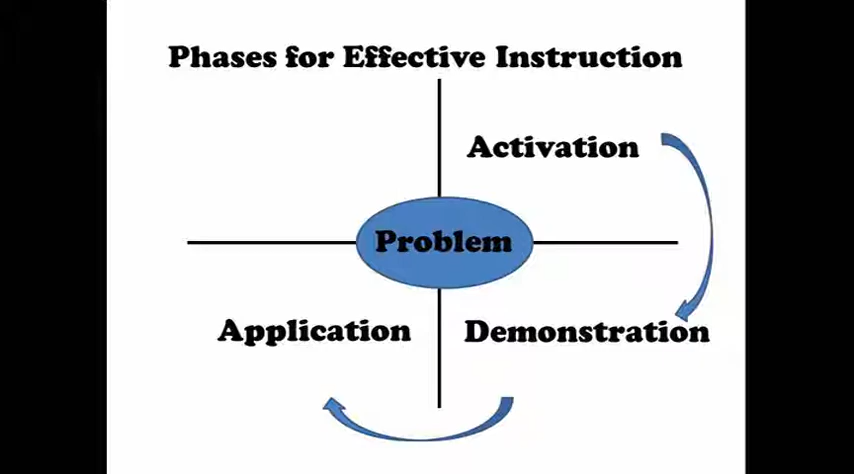 Phases for Effective Instruction
Activation
Problem
Application
Demonstration